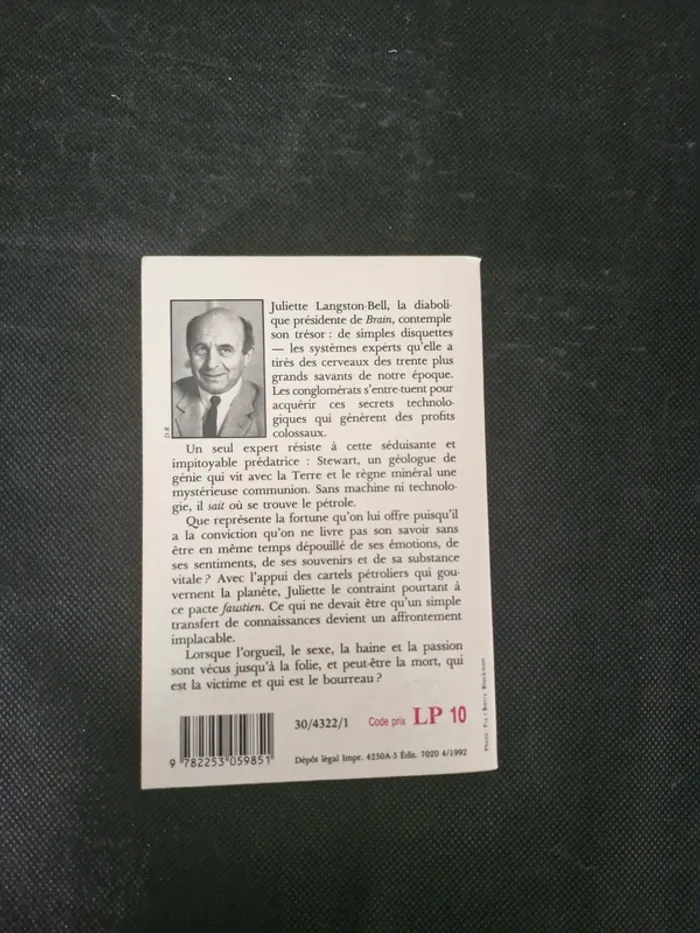 Juliette Langston-Bell, la diaboli-
que présidente de Brain, contemple
son trésor : de simples disquettes
— les systèmes experts qu'elle a
tirés des cerveaux des trente plus
grands savants de notre époque.
Les conglomérats s'entre-tuent pour
acquérir ces secrets technolo-
giques qui génèrent des profits
colossaux.
D.R.
Un seul expert résiste à cette séduisante et
impitoyable prédatrice : Stewart, un géologue de
génie qui vit avec la Terre et le règne minéral une
mystérieuse communion. Sans machine ni technolo-
gie, il sait où se trouve le pétrole.
Que représente la fortune qu'on lui offre puisqu'il
a la conviction qu'on ne livre pas son savoir sans
être en même temps dépouillé de ses émotions, de
ses sentiments, de ses souvenirs et de sa substance
vitale ? Avec l'appui des cartels pétroliers qui gou-
vernent la planète, Juliette le contraint pourtant à
ce pacte faustien. Ce qui ne devait être qu'un simple
transfert de connaissances devient un affrontement
implacable.
Lorsque l'orgueil, le sexe, la haine et la passion
sont vécus jusqu'à la folie, et peut-être la mort, qui
est la victime et qui est le bourreau ?
30/4322/1 Code prix LP 10
9 782253 059851
Dépôt légal Impr. 4250A-5 Édit. 7020 4/1992
Photo